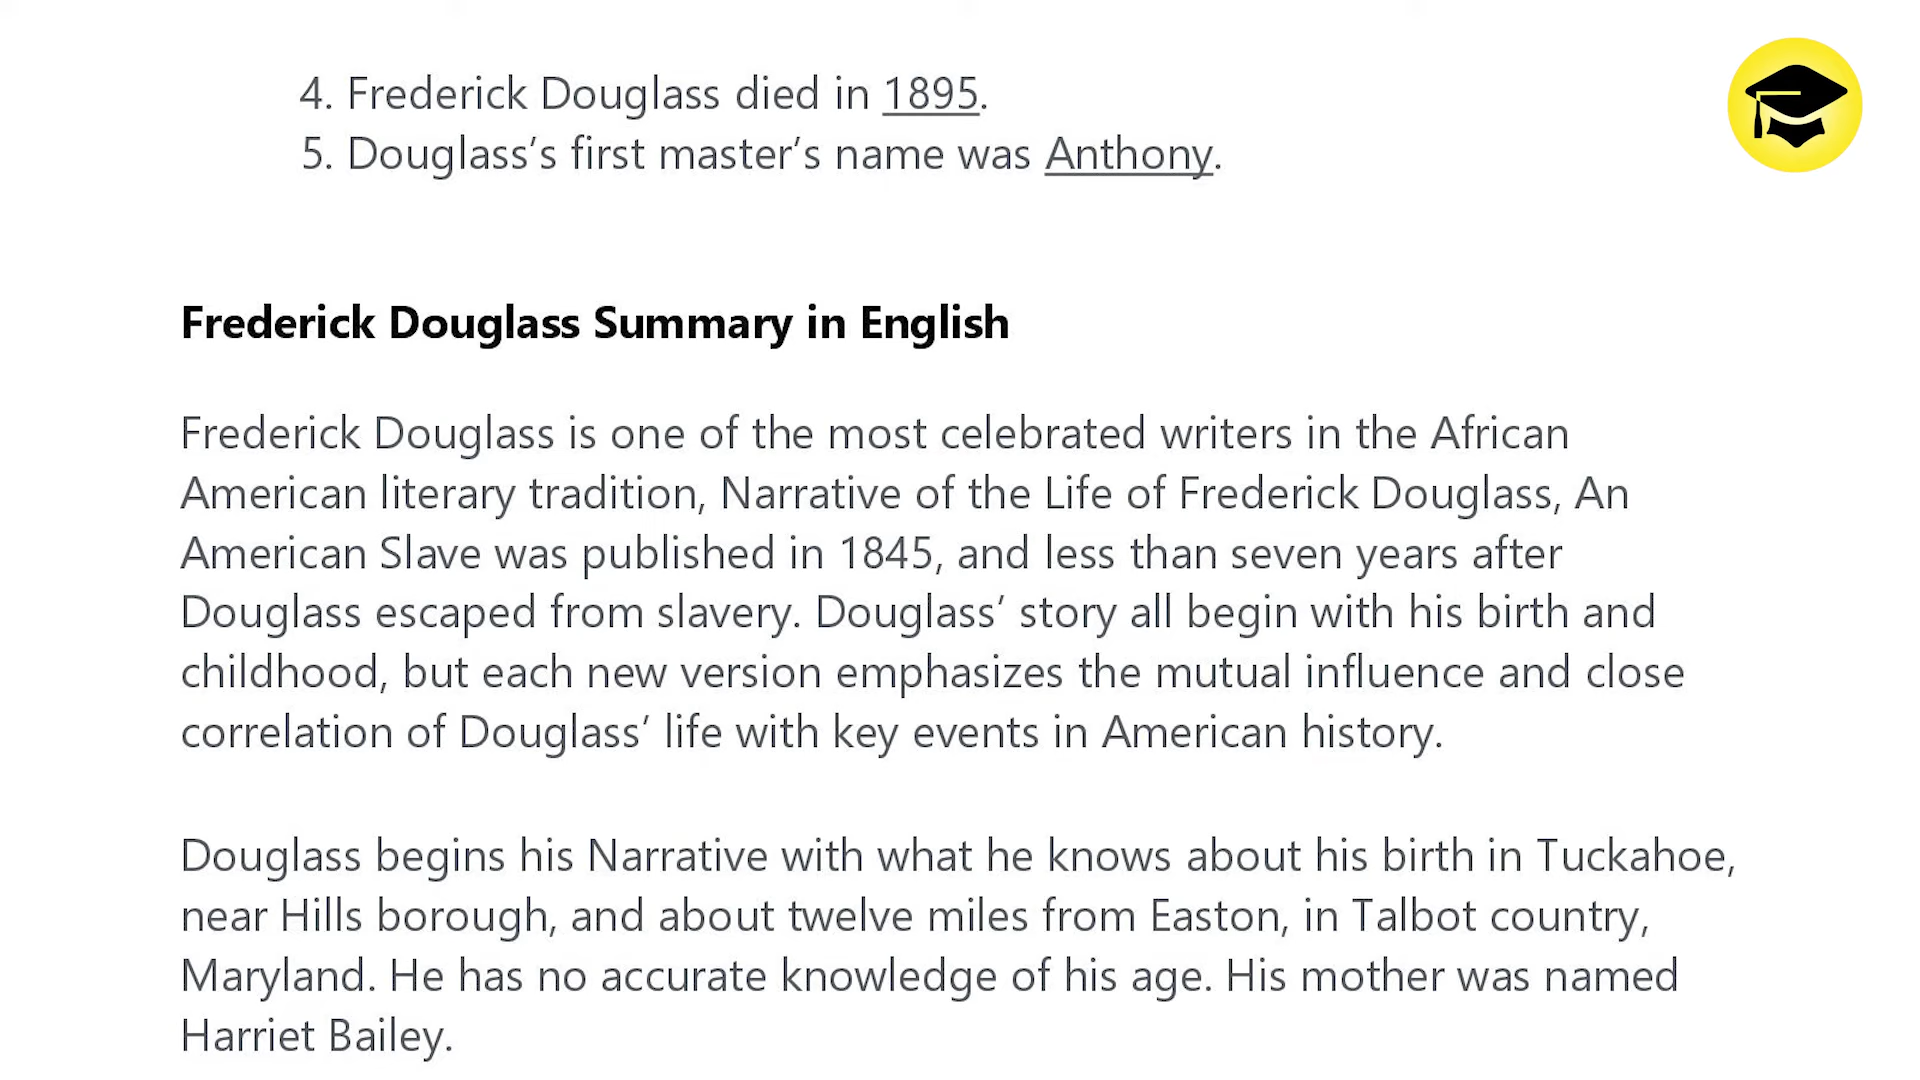 4. Frederick Douglass died in 1895.
5. Douglass’s first master’s name was Anthony.
Frederick Douglass Summary in English
Frederick Douglass is one of the most celebrated writers in the African
American literary tradition, Narrative of the Life of Frederick Douglass, An
American Slave was published in 1845, and less than seven years after
Douglass escaped from slavery. Douglass’ story all begin with his birth and
childhood, but each new version emphasizes the mutual influence and close
correlation of Douglass’ life with key events in American history.
Douglass begins his Narrative with what he knows about his birth in Tuckahoe,
near Hills borough, and about twelve miles from Easton, in Talbot country,
Maryland. He has no accurate knowledge of his age. His mother was named
Harriet Bailey.